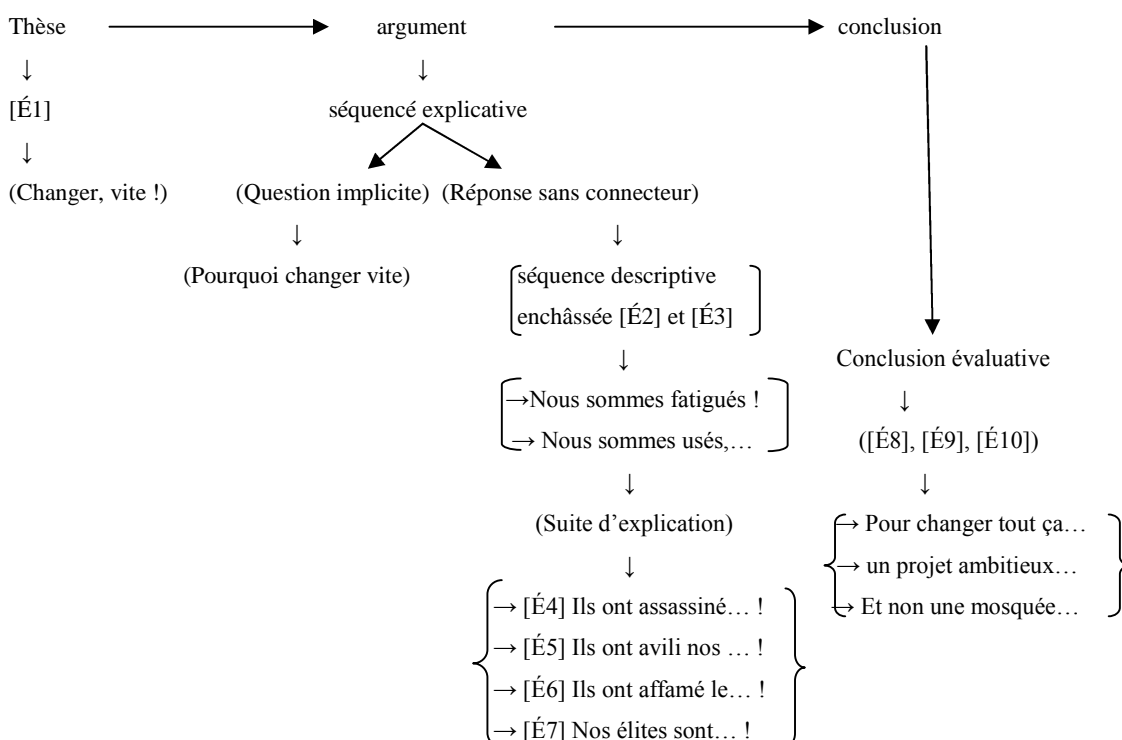 Thèse → argument → conclusion
↓ ↓
[É1] séquencé explicative
↓
(Changer, vite !) (Question implicite) (Réponse sans connecteur)
↓ ↓
(Pourquoi changer vite) séquence descriptive
enchâssée [É2] et [É3]
↓ Conclusion évaluative
→Nous sommes fatigués ! ↓
→ Nous sommes usés,… ([É8], [É9], [É10])
↓ ↓
(Suite d’explication) → Pour changer tout ça…
↓ → un projet ambitieux…
→ [É4] Ils ont assassiné… ! → Et non une mosquée…
→ [É5] Ils ont avili nos … !
→ [É6] Ils ont affamé le… !
→ [É7] Nos élites sont… !